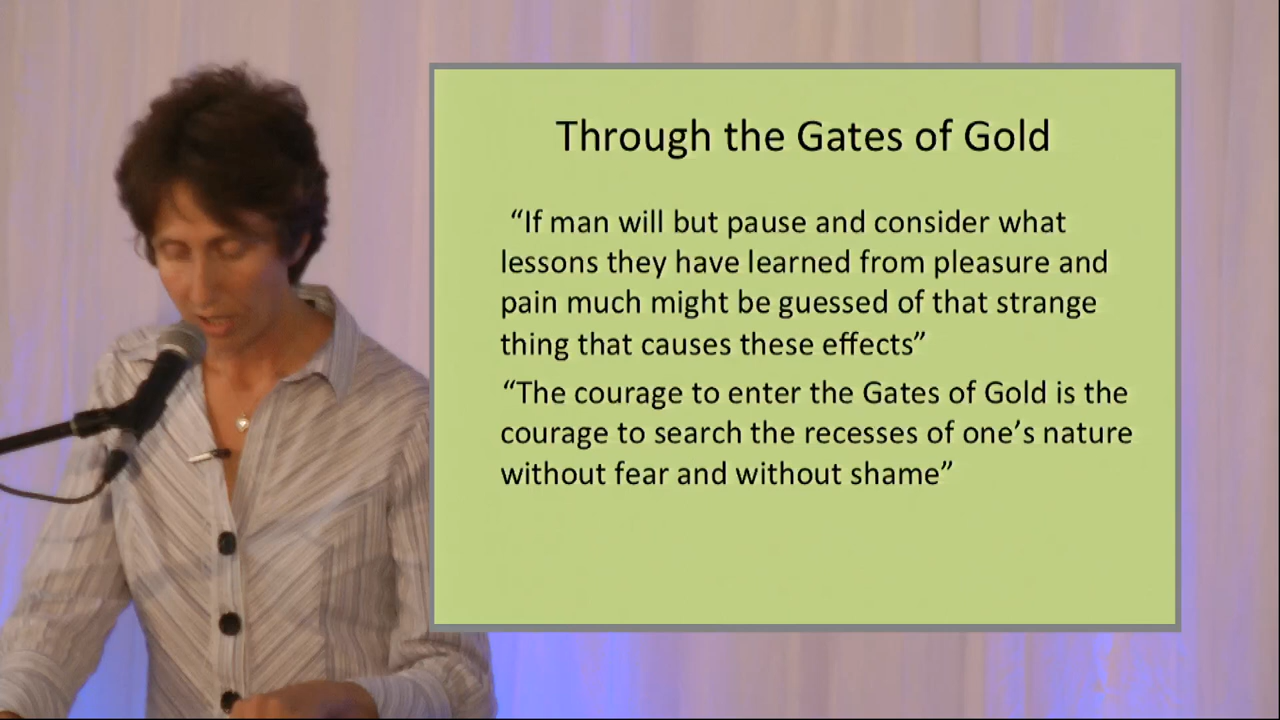 Through the Gates of Gold
“If man will but pause and consider what
lessons they have learned from pleasure and
pain much might be guessed of that strange
thing that causes these effects”
“The courage to enter the Gates of Gold is the
courage to search the recesses of one’s nature
without fear and without shame”